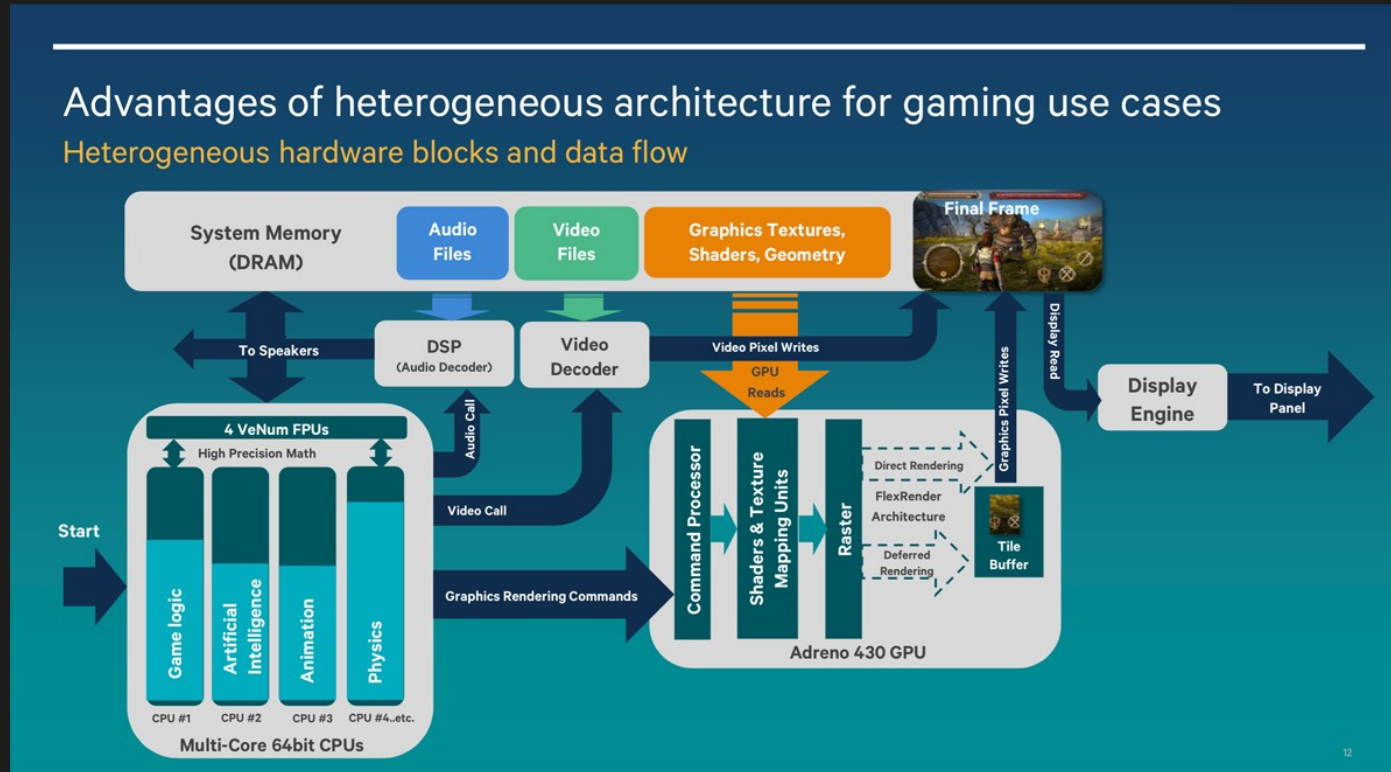 Advantages of heterogeneous architecture for gaming use cases
Heterogeneous hardware blocks and data flow
System Memory
(DRAM)
Audio
Files
Video
Files
Graphics Textures,
Shaders, Geometry
Final Frame
To Speakers
DSP
(Audio Decoder)
Video
Decoder
Video Pixel Writes
GPU
Reads
Display Read
Display
Engine
To Display
Panel
4 VeNum FPUs
High Precision Math
Audio Call
Video Call
Graphics Rendering Commands
Start
Game logic
Artificial
Intelligence
Animation
Physics
CPU #1
CPU #2
CPU #3
CPU #4..etc.
Multi-Core 64bit CPUs
Command Processor
Shaders & Texture
Mapping Units
Raster
Direct Rendering
FlexRender
Architecture
Deferred
Rendering
Graphics Pixel Writes
Tile
Buffer
Adreno 430 GPU
12